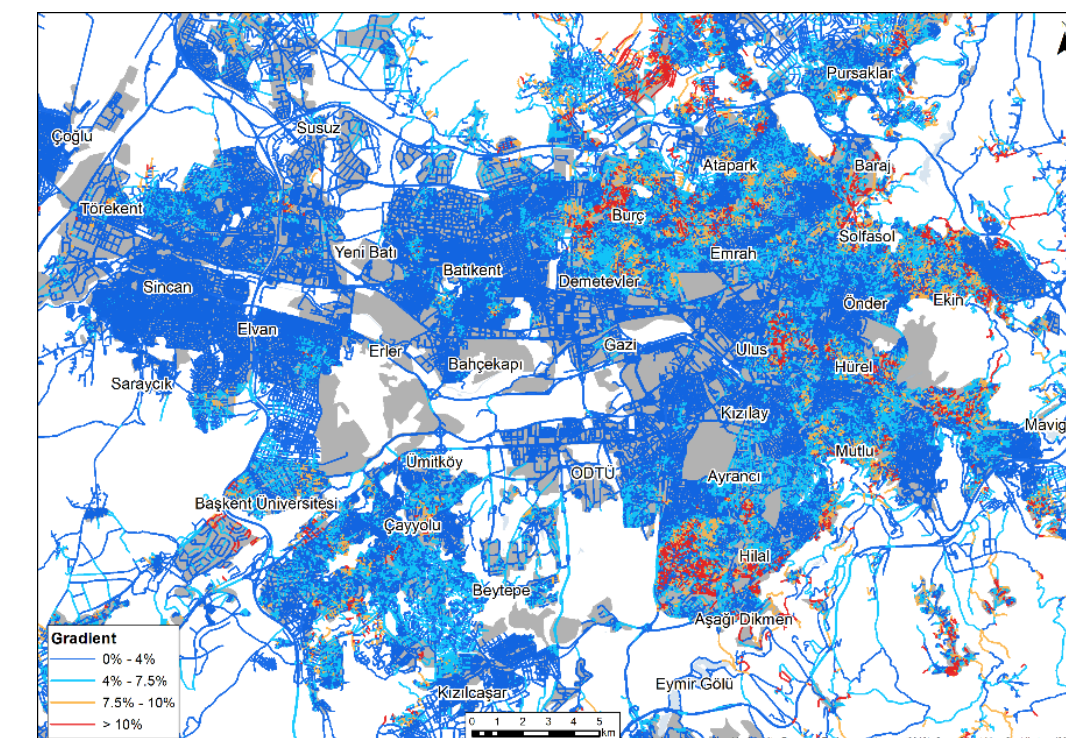 Pursaklar
Çoğlu
Susuz
Atapark
Baraj
Törekent
Burç
Solfasol
Yeni Batı
Emrah
Batıkent
Demetevler
Sincan
Önder
Ekin
Elvan
Gazi
Erler
Ulus
Bahçekapı
Hürel
Saraycık
Kızılay
Mavig
Mutlu
Ümitköy
ODTÜ
Ayrancı
Başkent Üniversitesi
Çayyolu
Hilal
Beytepe
Aşağı Dikmen
Eymir Gölü
Kızılcaşar
Gradient
0% - 4%
4% - 7.5%
7.5% - 10%
> 10%
0 1 2 3 4 5
km